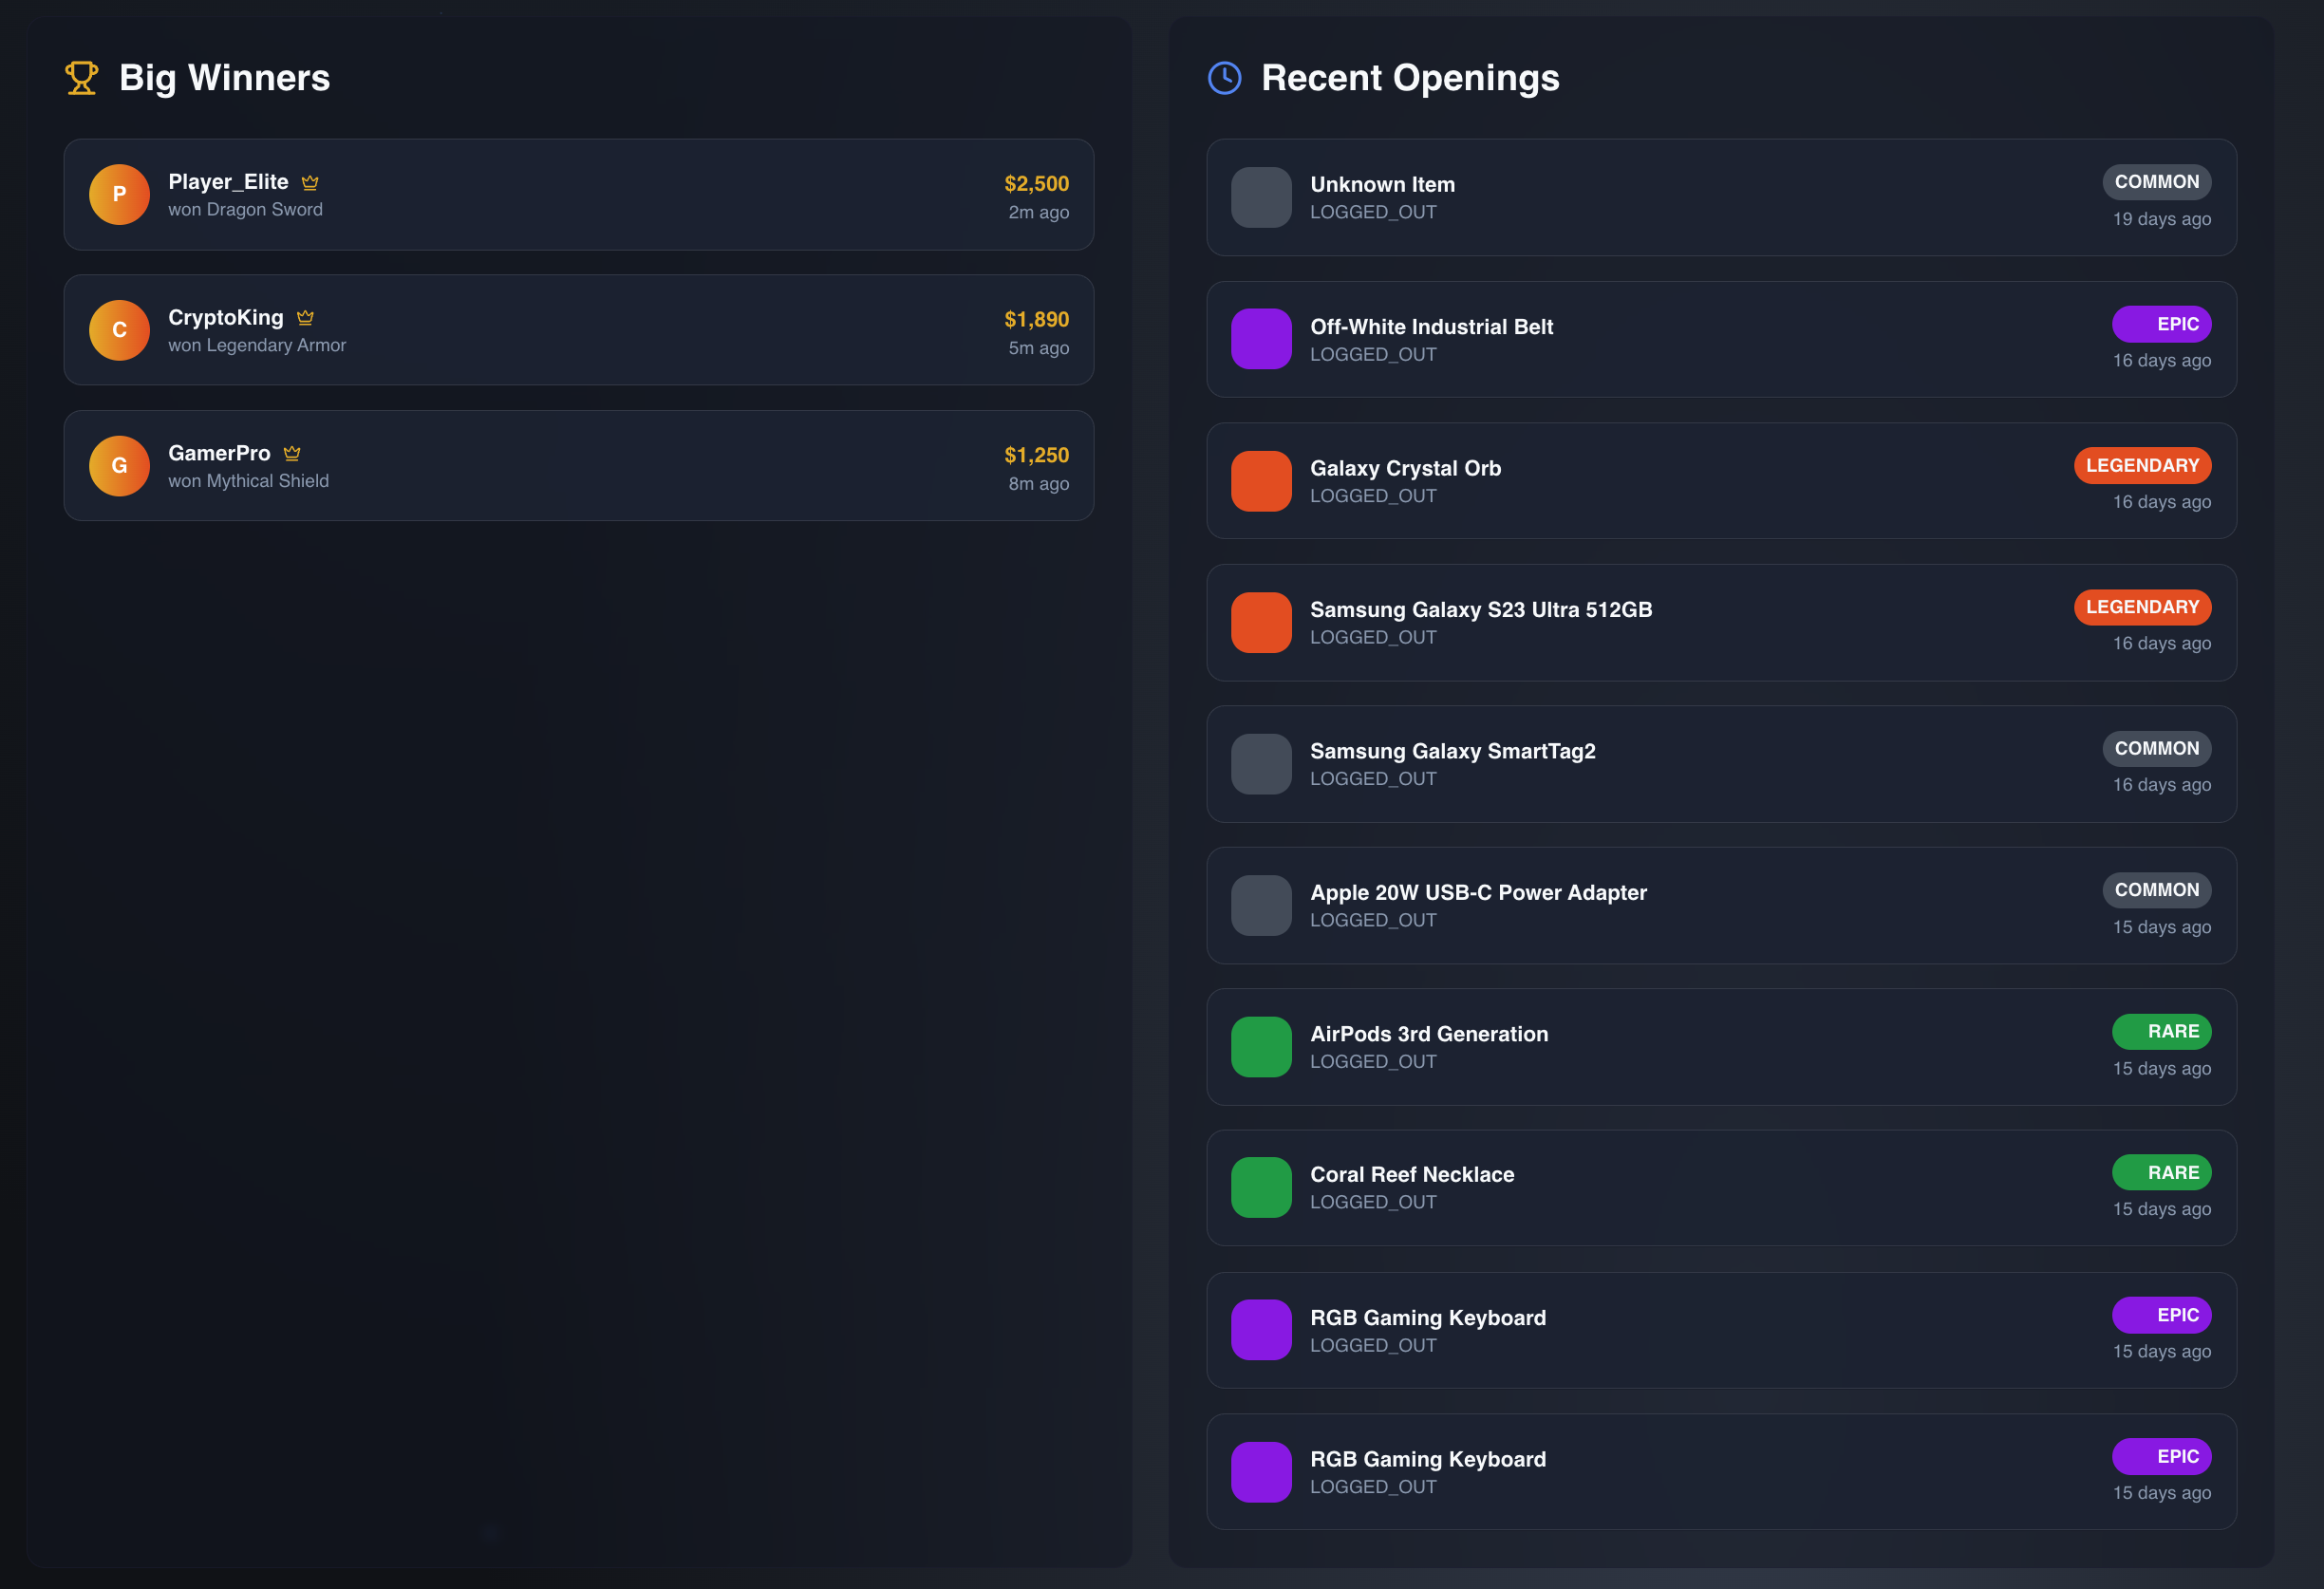 Big Winners
P
Player_Elite
won Dragon Sword
$2,500
2m ago
C
CryptoKing
won Legendary Armor
$1,890
5m ago
G
GamerPro
won Mythical Shield
$1,250
8m ago
Recent Openings
Unknown Item
LOGGED_OUT
COMMON
19 days ago
Off-White Industrial Belt
LOGGED_OUT
EPIC
16 days ago
Galaxy Crystal Orb
LOGGED_OUT
LEGENDARY
16 days ago
Samsung Galaxy S23 Ultra 512GB
LOGGED_OUT
LEGENDARY
16 days ago
Samsung Galaxy SmartTag2
LOGGED_OUT
COMMON
16 days ago
Apple 20W USB-C Power Adapter
LOGGED_OUT
COMMON
15 days ago
AirPods 3rd Generation
LOGGED_OUT
RARE
15 days ago
Coral Reef Necklace
LOGGED_OUT
RARE
15 days ago
RGB Gaming Keyboard
LOGGED_OUT
EPIC
15 days ago
RGB Gaming Keyboard
LOGGED_OUT
EPIC
15 days ago